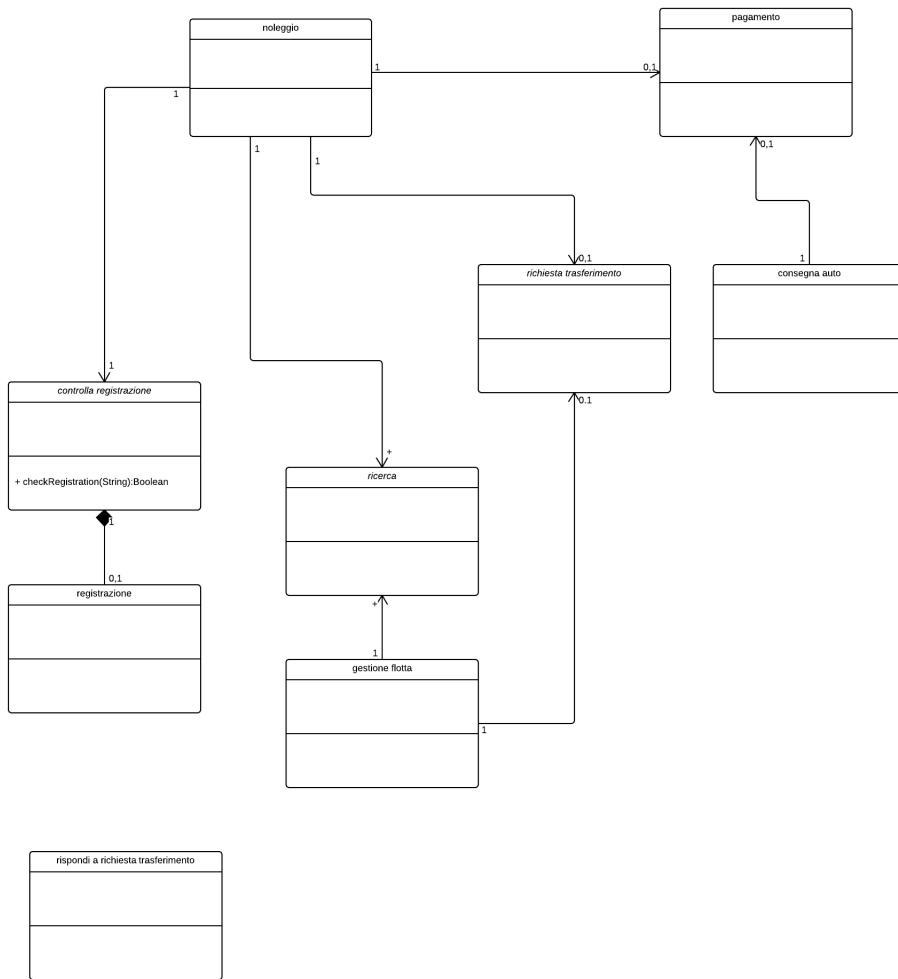 noleggio
pagamento
1
0,1
1
1
1
0,1
0,1
1
richiesta trasferimento
consegna auto
1
controlla registrazione
0.1
+ checkRegistration(String):Boolean
+
ricerca
1
0,1
registrazione
+
1
gestione flotta
1
rispondi a richiesta trasferimento